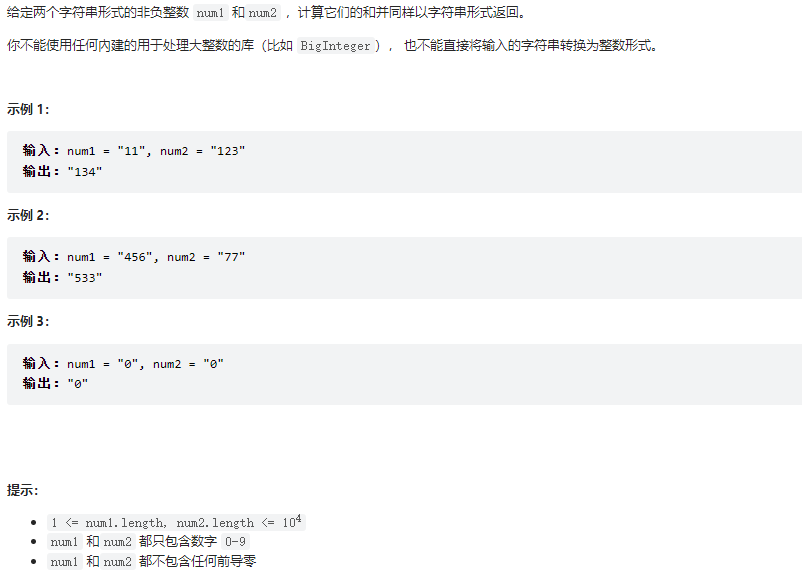 给定两个字符串形式的非负整数 num1 和num2 ，计算它们的和并同样以字符串形式返回。
你不能使用任何内建的用于处理大整数的库（比如 BigInteger）， 也不能直接将输入的字符串转换为整数形式。
示例 1：
输入：num1 = "11", num2 = "123"
输出："134"
示例 2：
输入：num1 = "456", num2 = "77"
输出："533"
示例 3：
输入：num1 = "0", num2 = "0"
输出："0"
提示：
• 1 <= num1.length, num2.length <= 10⁴
• num1 和num2 都只包含数字 0-9
• num1 和num2 都不包含任何前导零